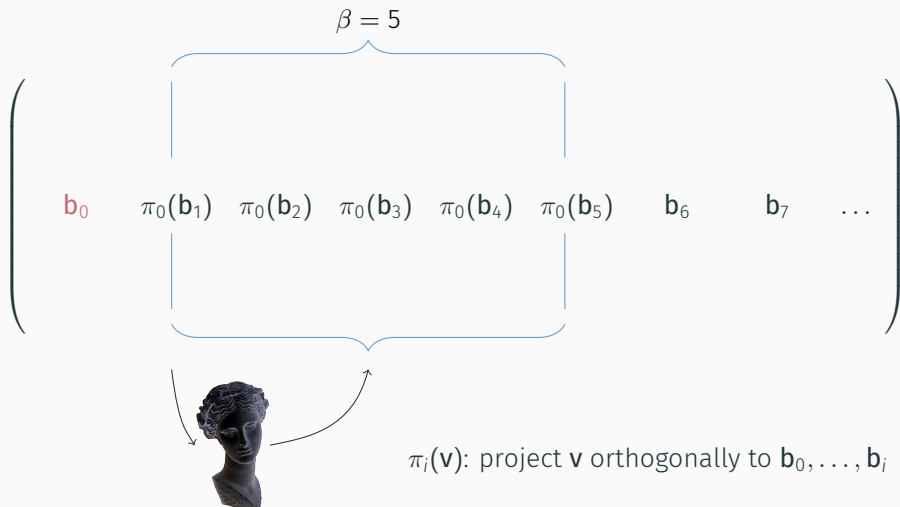 β = 5
b₀ π₀(b₁) π₀(b₂) π₀(b₃) π₀(b₄) π₀(b₅) b₆ b₇ ...
πᵢ(v): project v orthogonally to b₀, ..., bᵢ